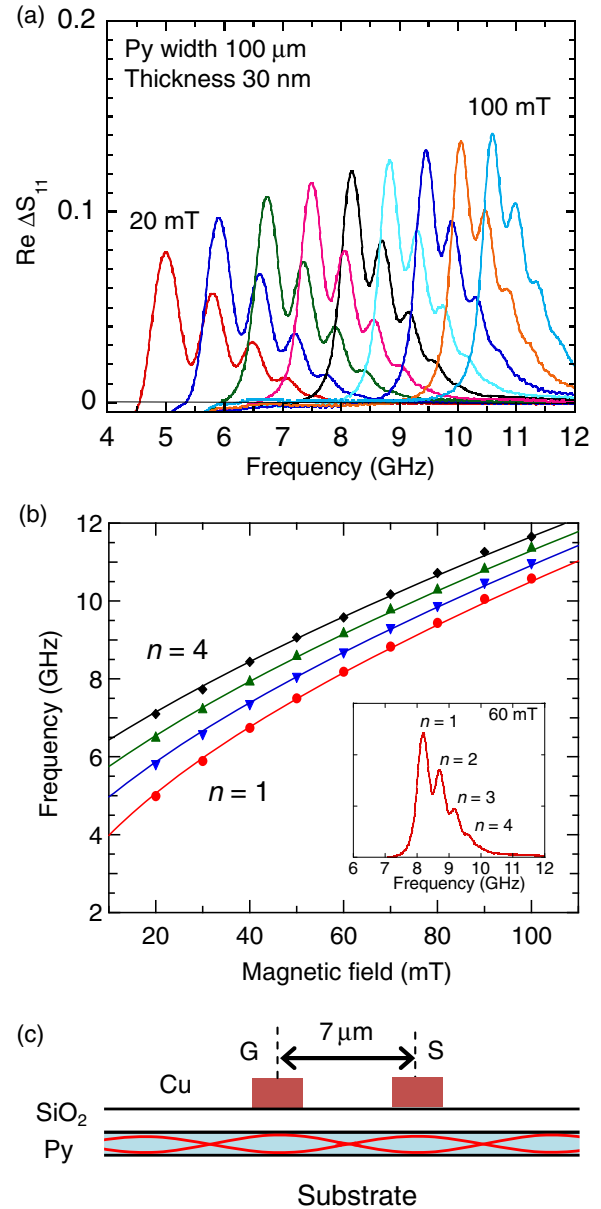 (a)
0.2
Py width 100 μm
Thickness 30 nm
100 mT
20 mT
0.1
0
Re ΔS₁₁
4 5 6 7 8 9 10 11 12
Frequency (GHz)
(b)
12
10
8
6
4
2
Frequency (GHz)
n = 4
n = 1
60 mT
n = 1
n = 2
n = 3
n = 4
6 7 8 9 10 11 12
Frequency (GHz)
20 40 60 80 100
Magnetic field (mT)
(c)
7 μm
G
S
Cu
SiO₂
Py
Substrate